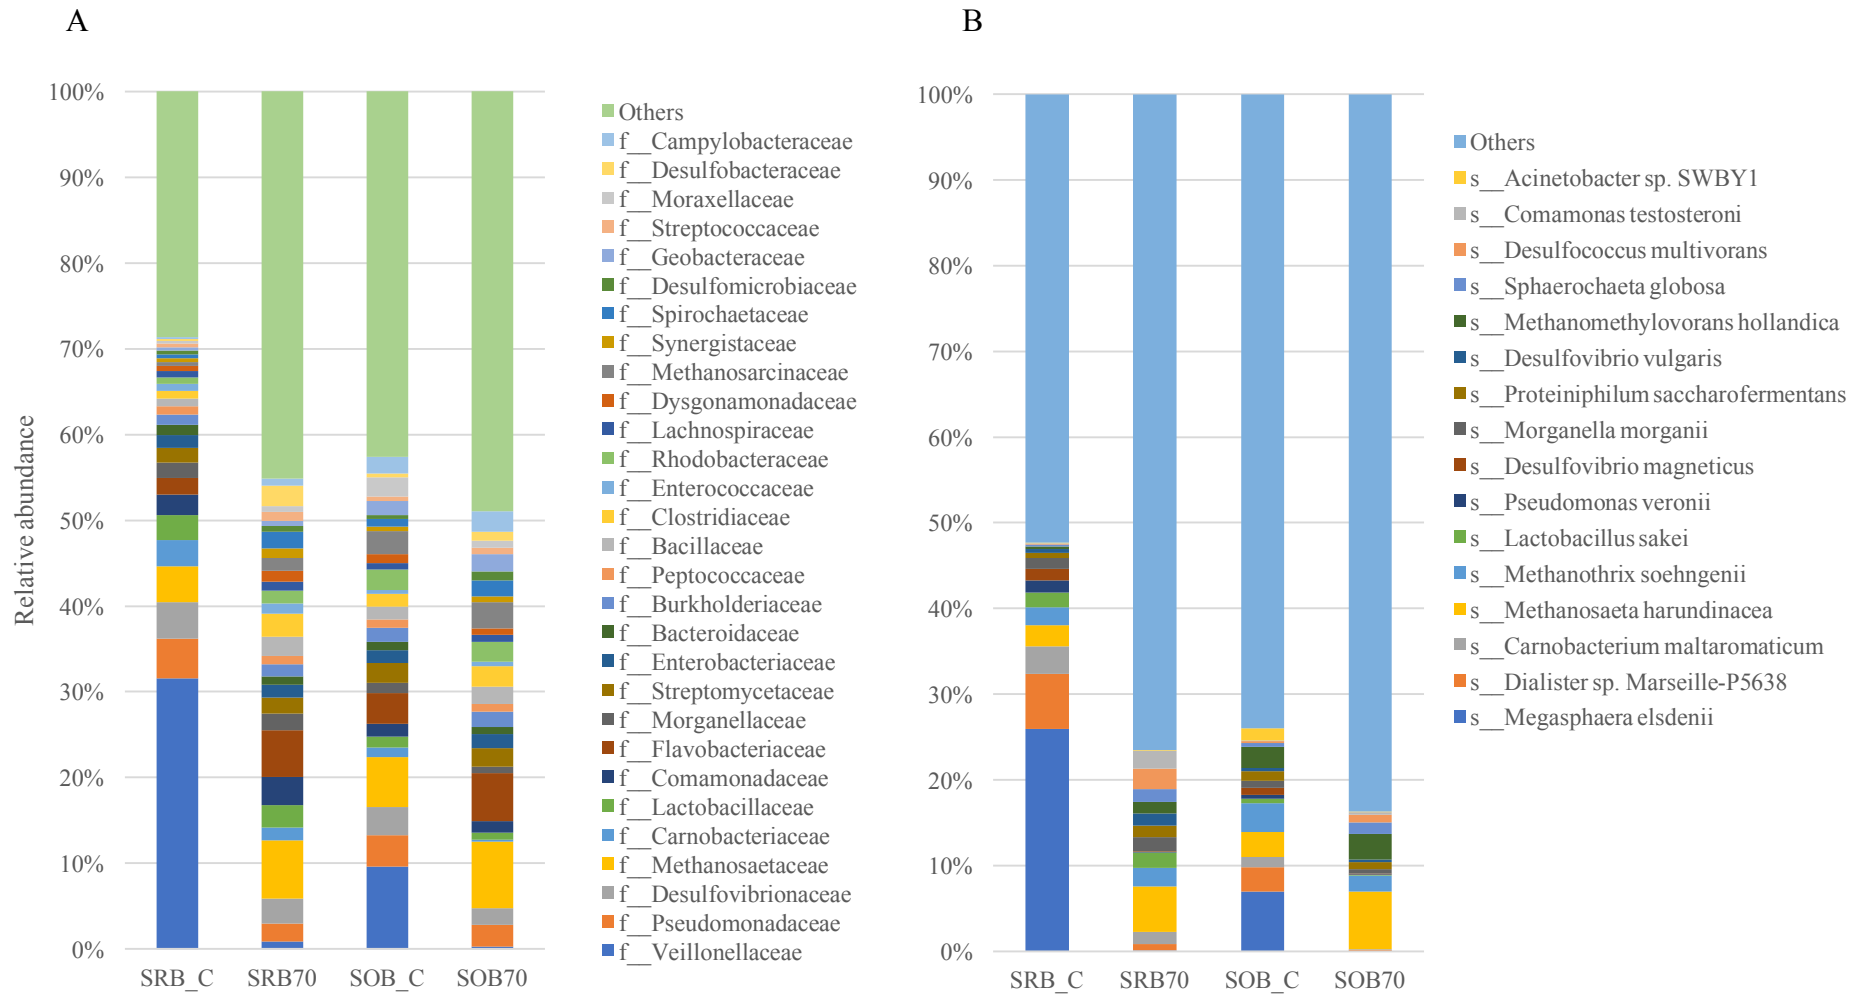 A
B
Relative abundance
100%
90%
80%
70%
60%
50%
40%
30%
20%
10%
0%
SRB_C
SRB70
SOB_C
SOB70
Others
f__Campylobacteraceae
f__Desulfobacteraceae
f__Moraxellaceae
f__Streptococcaceae
f__Geobacteraceae
f__Desulfomicrobiaceae
f__Spirochaetaceae
f__Synergistaceae
f__Methanosarcinaceae
f__Dysgonamonadaceae
f__Lachnospiraceae
f__Rhodobacteraceae
f__Enterococcaceae
f__Clostridiaceae
f__Bacillaceae
f__Peptococcaceae
f__Burkholderiaceae
f__Bacteroidaceae
f__Enterobacteriaceae
f__Streptomycetaceae
f__Morganellaceae
f__Flavobacteriaceae
f__Comamonadaceae
f__Lactobacillaceae
f__Carnobacteriaceae
f__Methanosaetaceae
f__Desulfovibrionaceae
f__Pseudomonadaceae
f__Veillonellaceae
100%
90%
80%
70%
60%
50%
40%
30%
20%
10%
0%
SRB_C
SRB70
SOB_C
SOB70
Others
s__Acinetobacter sp. SWBY1
s__Comamonas testosteroni
s__Desulfococcus multivorans
s__Sphaerochaeta globosa
s__Methanomethylovorans hollandica
s__Desulfovibrio vulgaris
s__Proteiniphilum saccharofermentans
s__Morganella morganii
s__Desulfovibrio magneticus
s__Pseudomonas veronii
s__Lactobacillus sakei
s__Methanothrix soehngenii
s__Methanosaeta harundinacea
s__Carnobacterium maltaromaticum
s__Dialister sp. Marseille-P5638
s__Megasphaera elsdenii